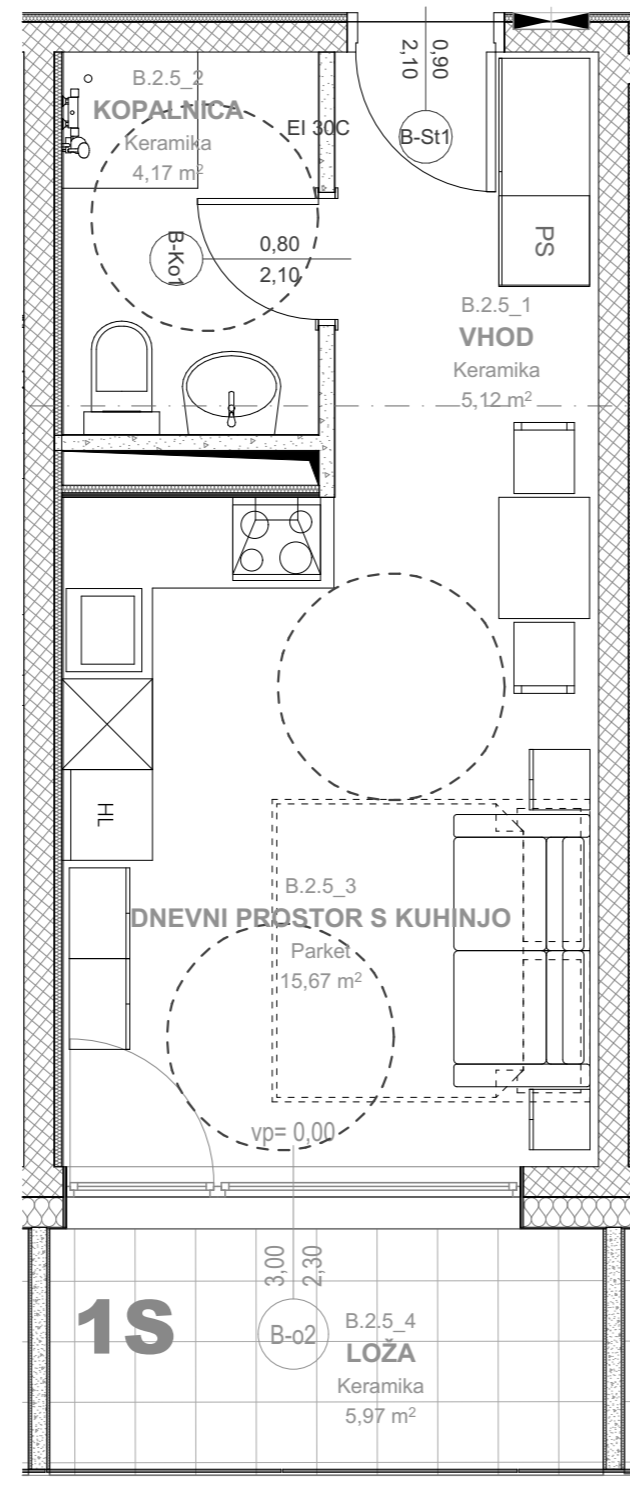 0,90
2,10
B.2.5_2
KOPALNICA
Keramika
4,17 m²
EI 30C
B-St1
B-Ko1
0,80
2,10
PS
B.2.5_1
VHOD
Keramika
5,12 m²
HL
B.2.5_3
DNEVNI PROSTOR S KUHINJO
Parket
15,67 m²
vp= 0,00
3,00
2,30
1S
B-o2
B.2.5_4
LOŽA
Keramika
5,97 m²